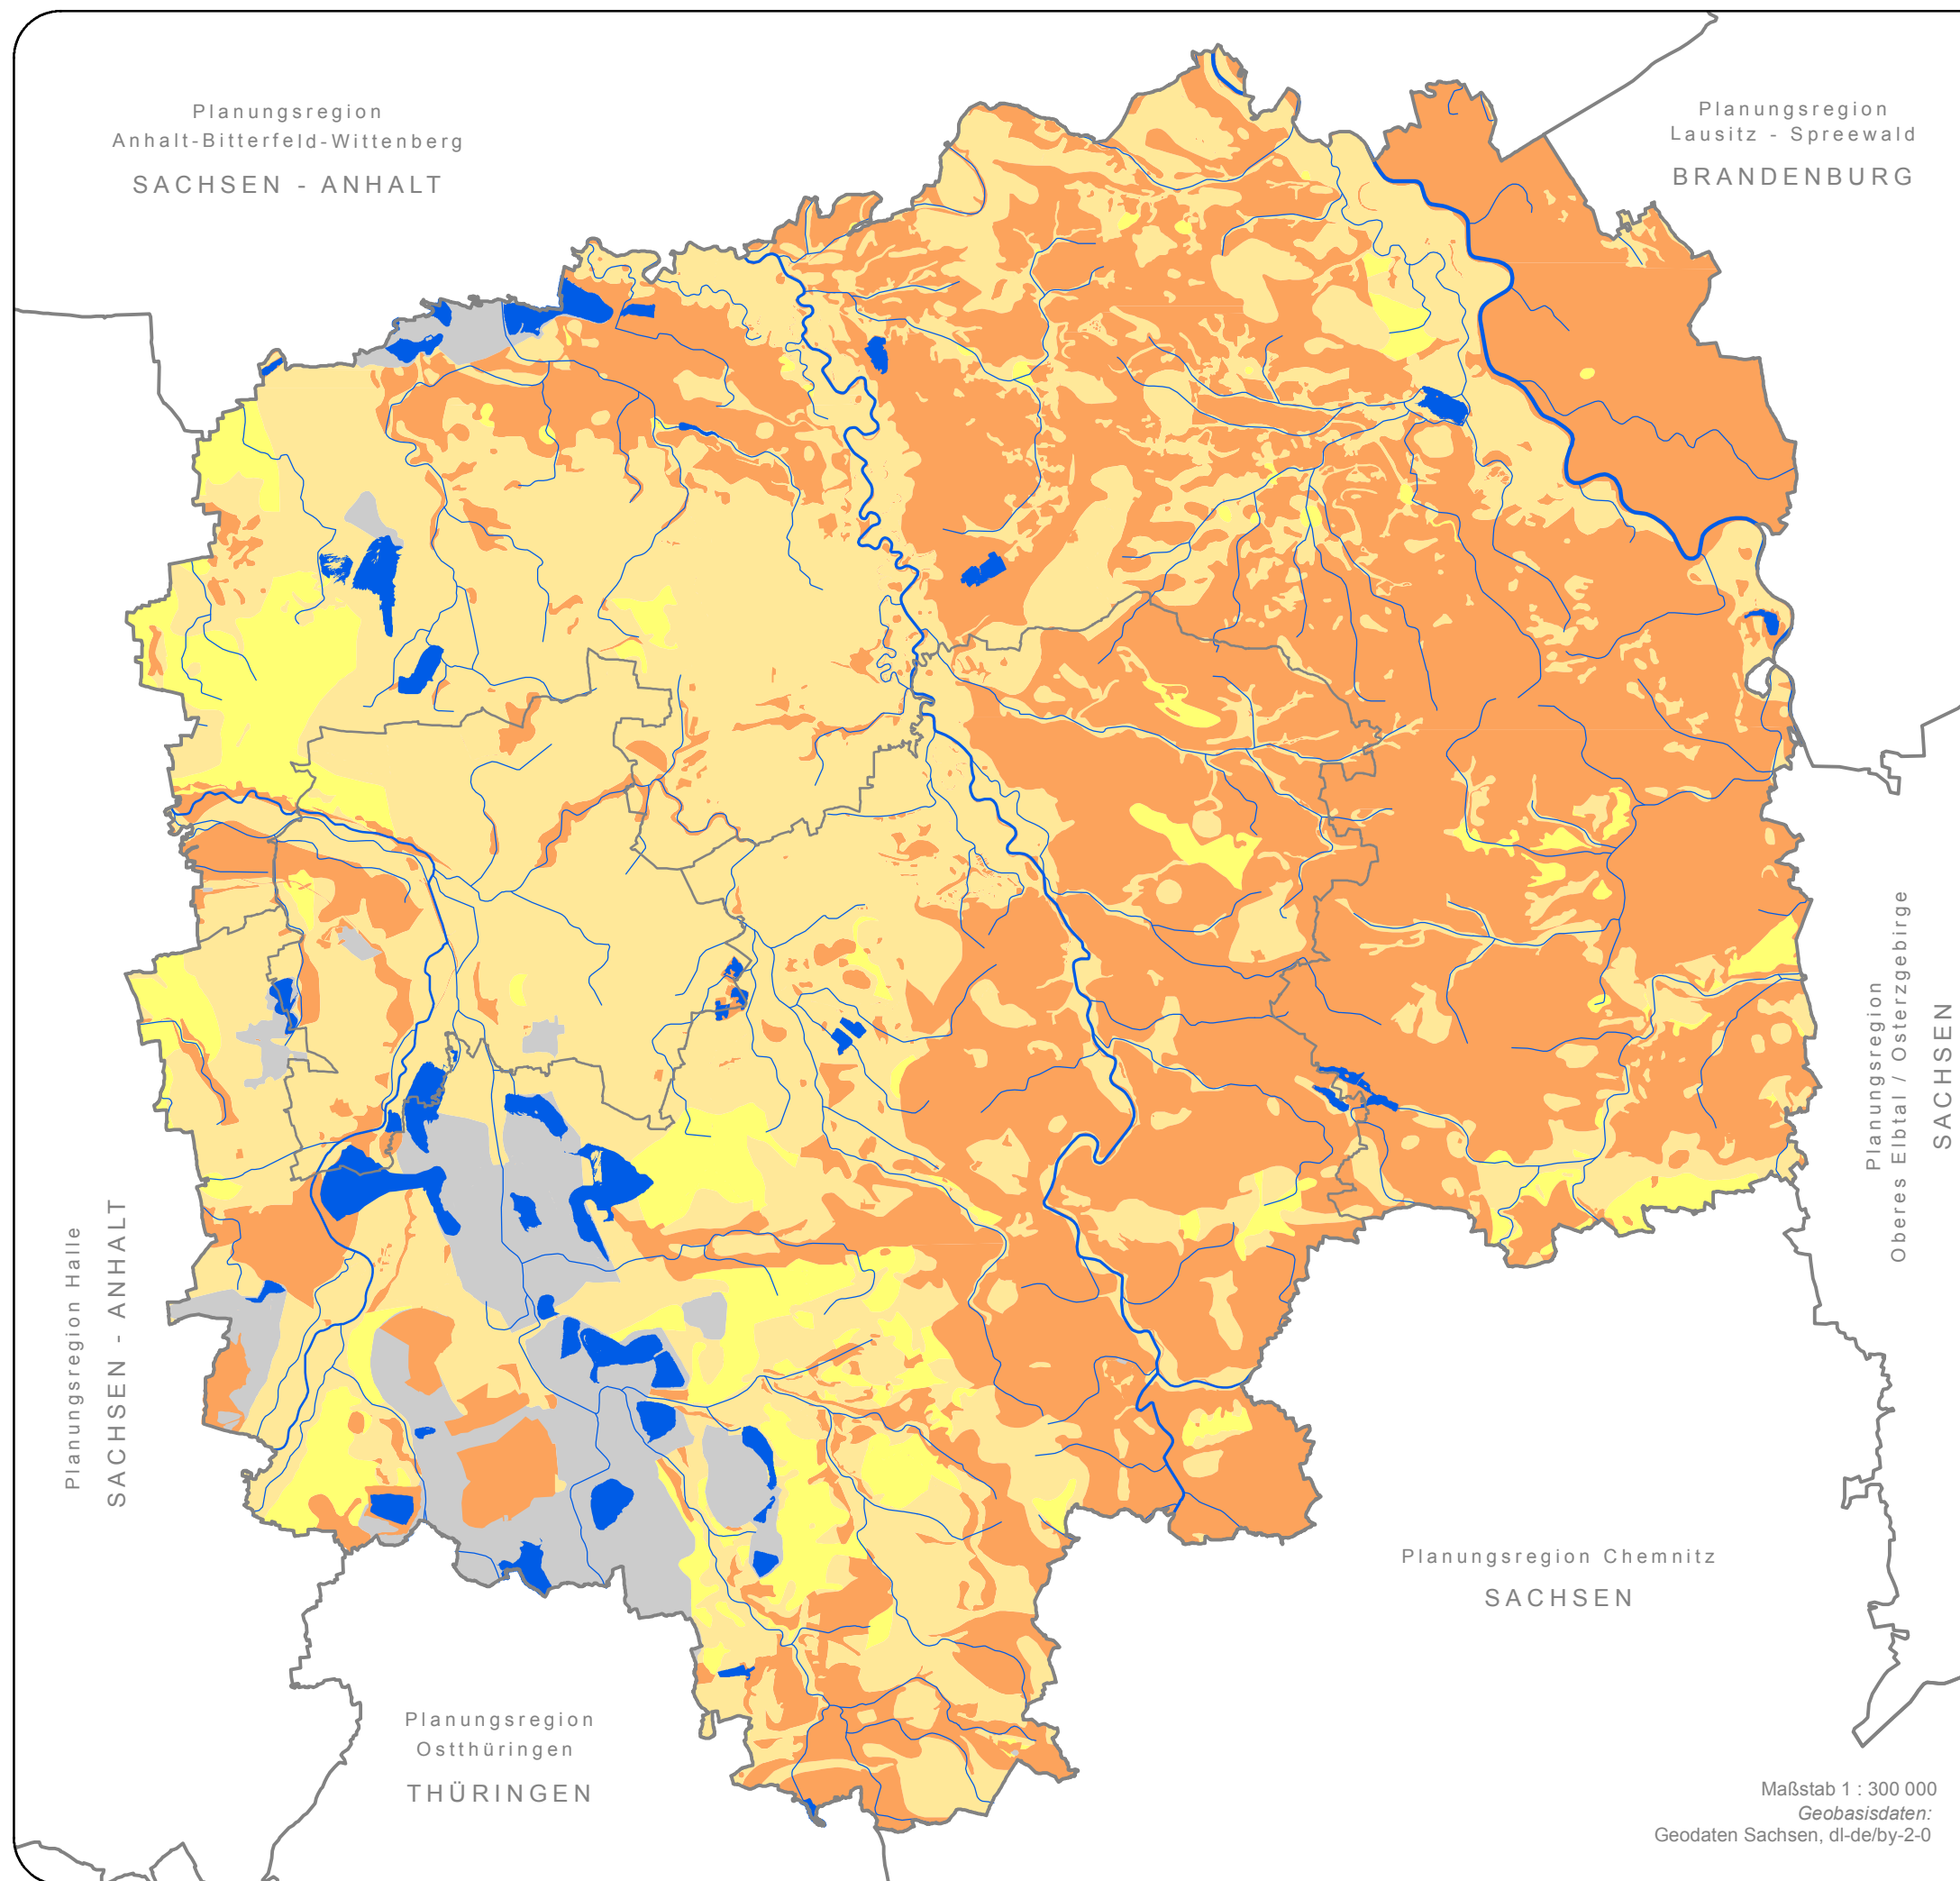 Planungsregion
Anhalt-Bitterfeld-Wittenberg
SACHSEN - ANHALT
Planungsregion
Lausitz - Spreewald
BRANDENBURG
Planungsregion
Oberes Elbtal / Osterzgebirge
SACHSEN
Planungsregion Halle
SACHSEN - ANHALT
Planungsregion Chemnitz
SACHSEN
Planungsregion
Ostthüringen
THÜRINGEN
Maßstab 1 : 300 000
Geobasisdaten:
Geodaten Sachsen, dl-de/by-2-0